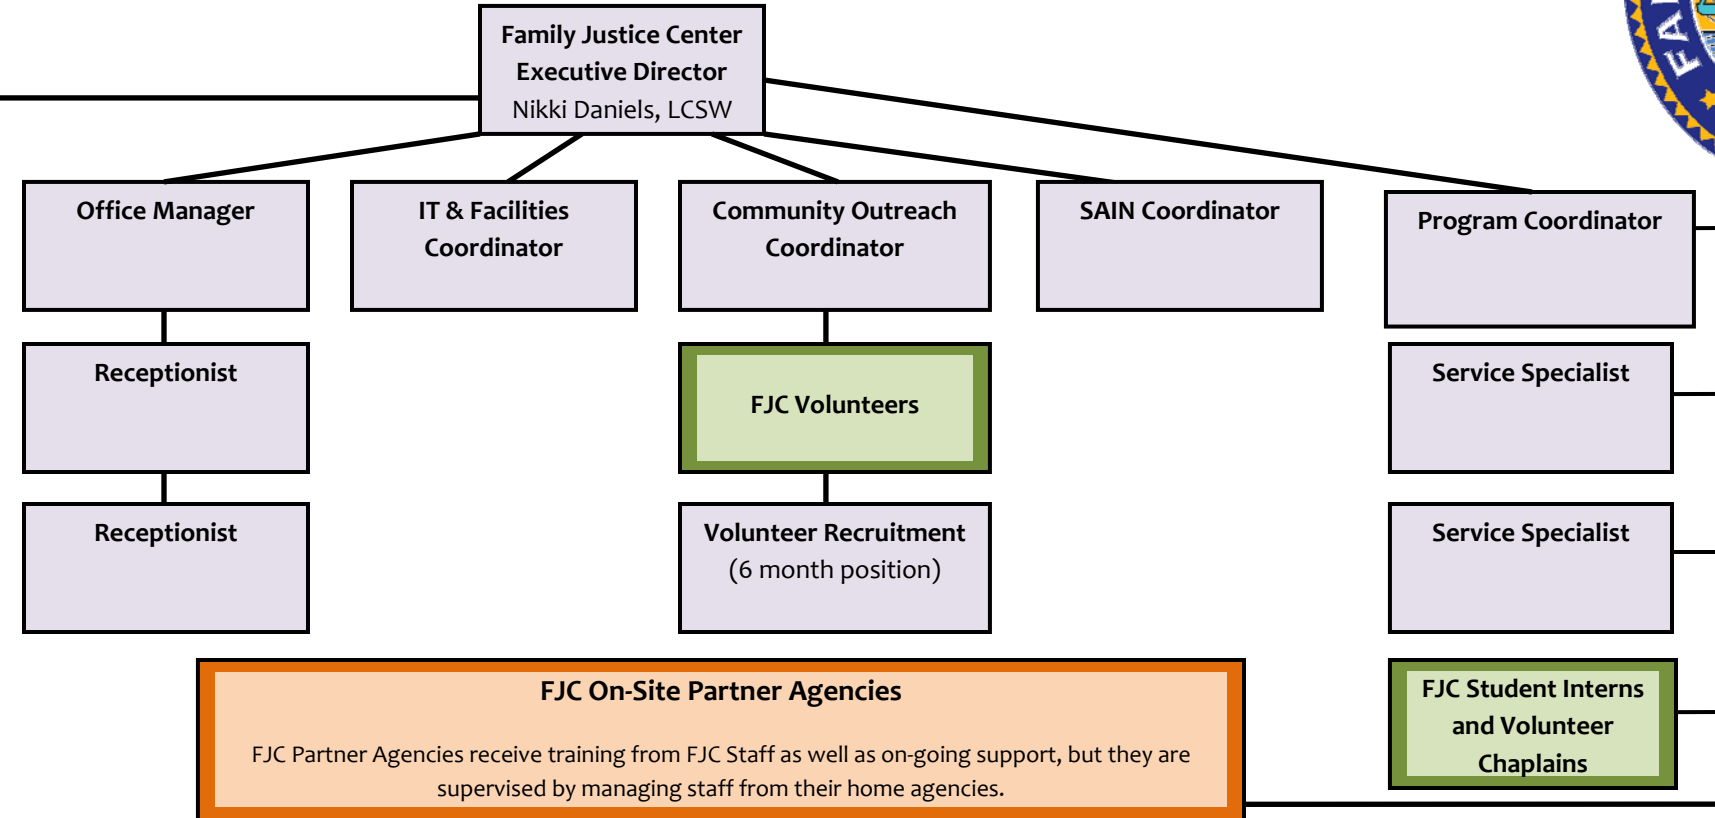 Family Justice Center
Executive Director
Nikki Daniels, LCSW
FA
Office Manager
IT & Facilities
Coordinator
Community Outreach
Coordinator
SAIN Coordinator
Program Coordinator
Receptionist
FJC Volunteers
Service Specialist
Receptionist
Volunteer Recruitment
(6 month position)
Service Specialist
FJC On-Site Partner Agencies
FJC Partner Agencies receive training from FJC Staff as well as on-going support, but they are
supervised by managing staff from their home agencies.
FJC Student Interns
and Volunteer
Chaplains